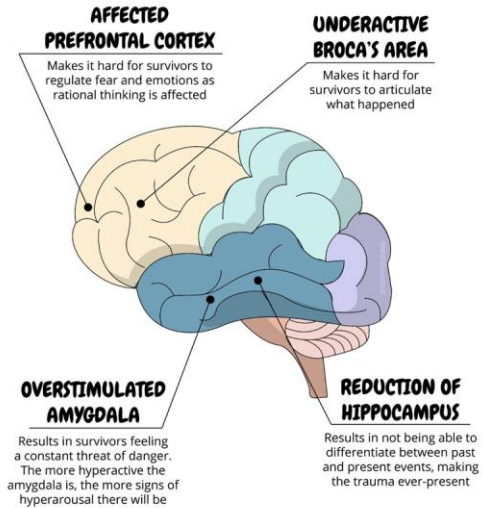 AFFECTED
PREFRONTAL CORTEX
Makes it hard for survivors to
regulate fear and emotions as
rational thinking is affected
UNDERACTIVE
BROCA'S AREA
Makes it hard for
survivors to articulate
what happened
OVERSTIMULATED
AMYGDALA
Results in survivors feeling
a constant threat of danger.
The more hyperactive the
amygdala is, the more signs of
hyperarousal there will be
REDUCTION OF
HIPPOCAMPUS
Results in not being able to
differentiate between past
and present events, making
the trauma ever-present